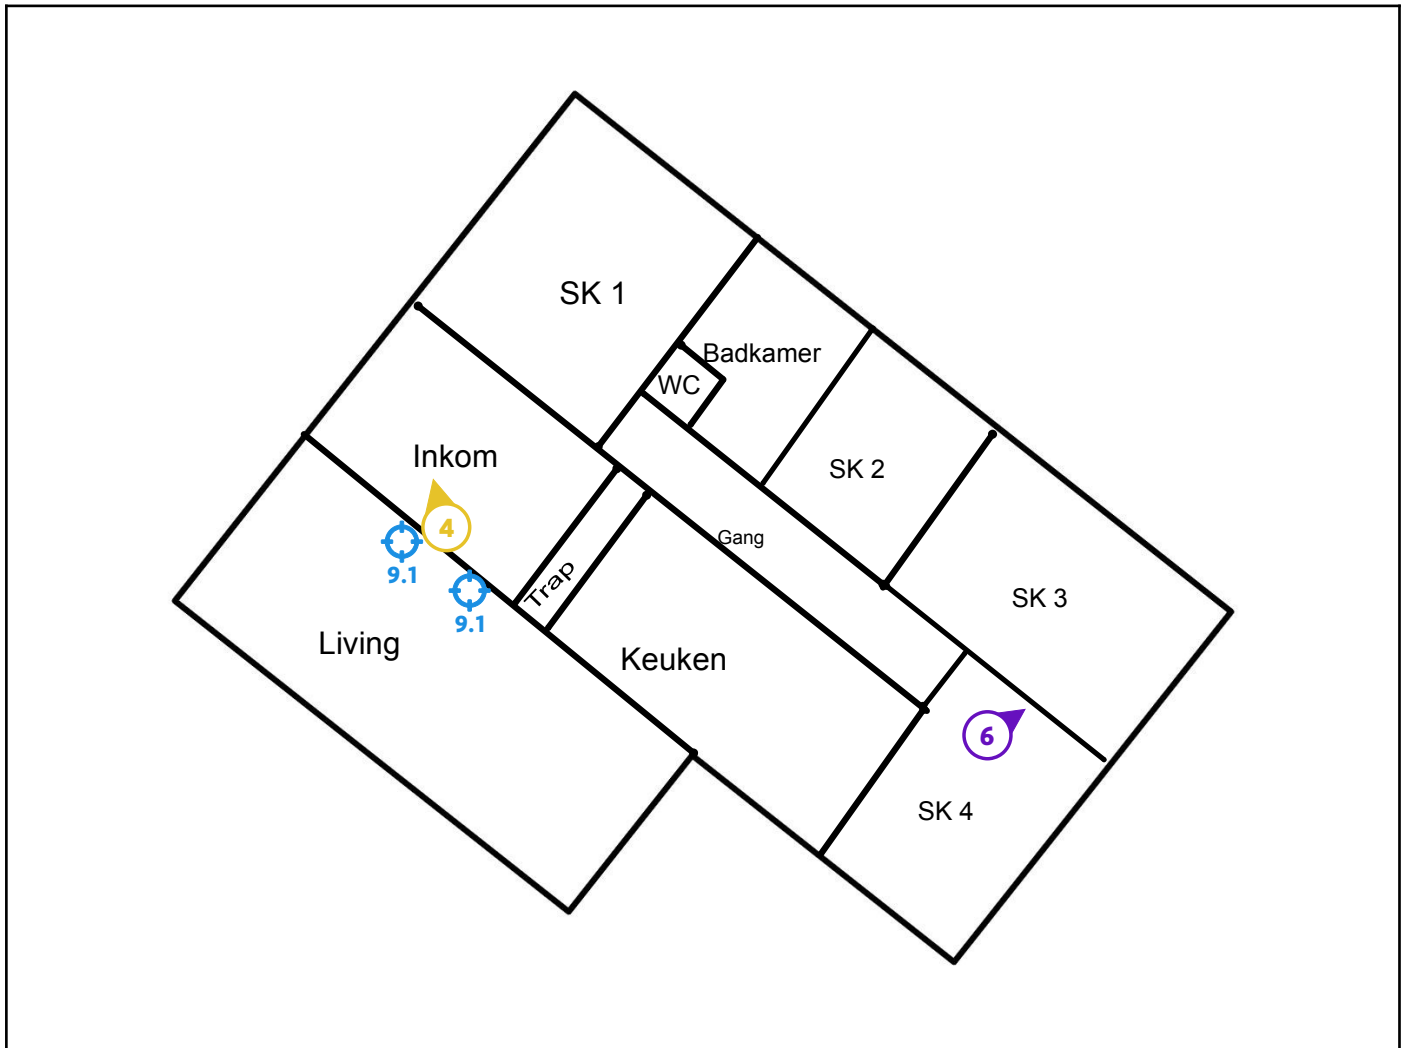 SK 1
Badkamer
WC
Inkom
SK 2
4
Gang
9.1
Trap
9.1
SK 3
Living
Keuken
6
SK 4